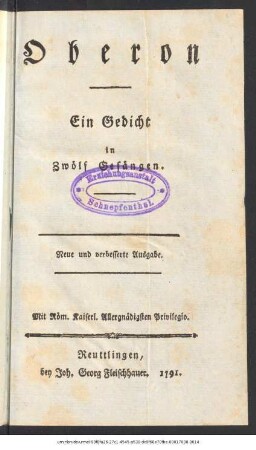 Oberon
Ein Gedicht
in
Zwölf Gesängen.
Erziehungsanstalt
Schnepfenthal.
Neue und verbesserte Ausgabe.
Mit Röm. Kaiserl. Allergnädigsten Privilegio.
Reuttlingen,
bey Joh. Georg Fleischhauer. 1791.